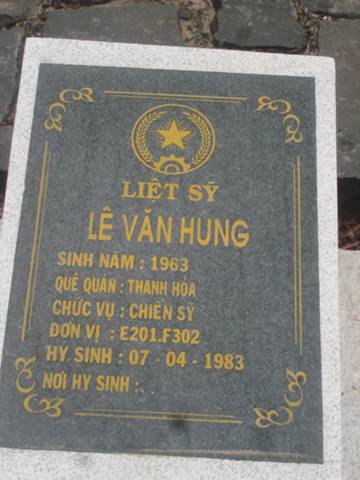 LIỆT SỸ
LÊ VĂN HÙNG
SINH NĂM : 1963
QUÊ QUÁN : THANH HÓA
CHỨC VỤ : CHIẾN SỸ
ĐƠN VỊ : E201.F302
HY SINH : 07 - 04 - 1983
NƠI HY SINH :